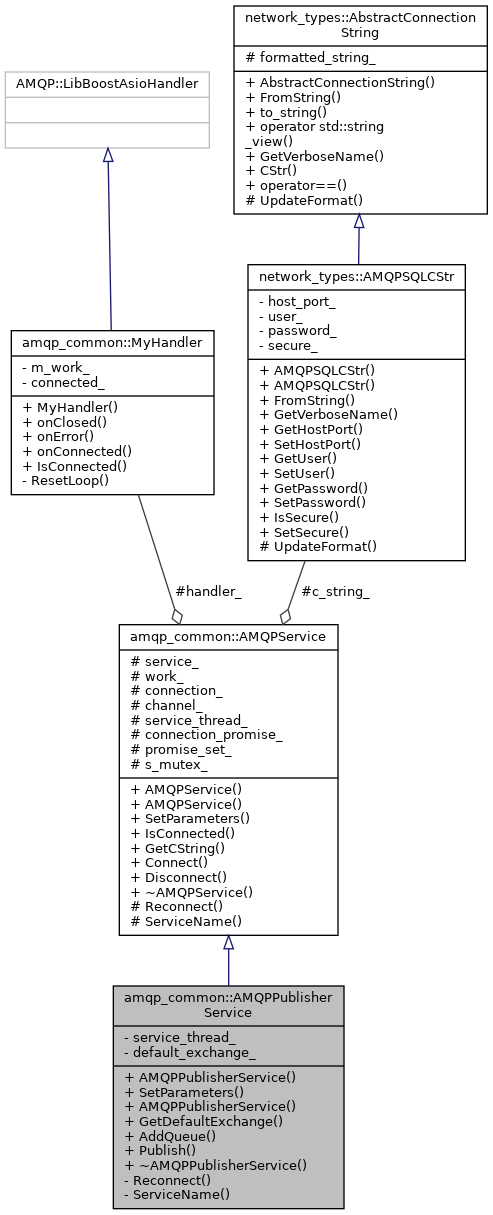 network_types::AbstractConnection
String
# formatted_string_
+ AbstractConnectionString()
+ FromString()
+ to_string()
+ operator std::string
_view()
+ GetVerboseName()
+ CStr()
+ operator==()
# UpdateFormat()
AMQP::LibBoostAsioHandler
network_types::AMQPSQLCStr
- host_port_
- user_
- password_
- secure_
+ AMQPSQLCStr()
+ AMQPSQLCStr()
+ FromString()
+ GetVerboseName()
+ GetHostPort()
+ SetHostPort()
+ GetUser()
+ SetUser()
+ GetPassword()
+ SetPassword()
+ IsSecure()
+ SetSecure()
# UpdateFormat()
amqp_common::MyHandler
- m_work_
- connected_
+ MyHandler()
+ onClosed()
+ onError()
+ onConnected()
+ IsConnected()
- ResetLoop()
#handler_
#c_string_
amqp_common::AMQPService
# service_
# work_
# connection_
# channel_
# service_thread_
# connection_promise_
# promise_set_
# s_mutex_
+ AMQPService()
+ AMQPService()
+ SetParameters()
+ IsConnected()
+ GetCString()
+ Connect()
+ Disconnect()
+ ~AMQPService()
# Reconnect()
# ServiceName()
amqp_common::AMQPPublisher
Service
- service_thread_
- default_exchange_
+ AMQPPublisherService()
+ SetParameters()
+ AMQPPublisherService()
+ GetDefaultExchange()
+ AddQueue()
+ Publish()
+ ~AMQPPublisherService()
- Reconnect()
- ServiceName()